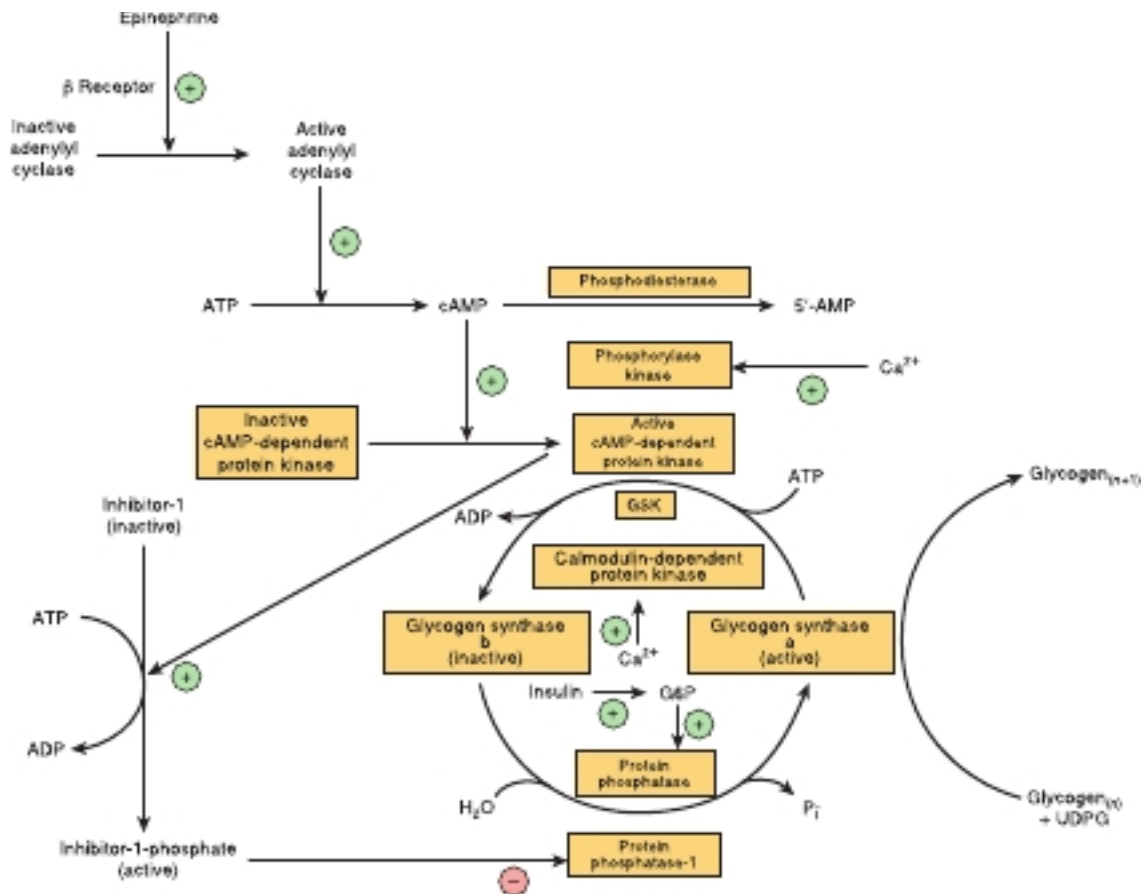 Epinephrine
β Receptor
+
Inactive
adenylyl
cyclase
Active
adenylyl
cyclase
+
Phosphodiesterase
ATP
cAMP
5'-AMP
+
Phosphorylase
kinase
Ca2+
+
Inactive
cAMP-dependent
protein kinase
Active
cAMP-dependent
protein kinase
ATP
Glycogen(n+1)
Inhibitor-1
(inactive)
ADP
GSK
Calmodulin-dependent
protein kinase
ATP
Glycogen synthase
b
(inactive)
+
Ca2+
Glycogen synthase
a
(active)
+
Insulin
+
G6P
+
ADP
Protein
phosphatase
H2O
Pi
Glycogen(n)
+ UDPG
Inhibitor-1-phosphate
(active)
−
Protein
phosphatase-1